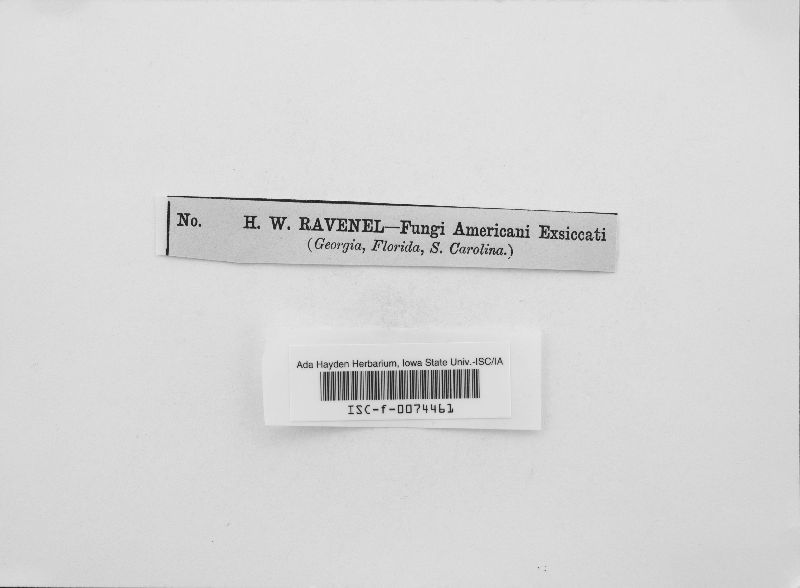 No. H. W. RAVENEL—Fungi Americani Exsiccati
(Georgia, Florida, S. Carolina.)
Ada Hayden Herbarium, Iowa State Univ.-ISC/IA
ISC-f-0074461